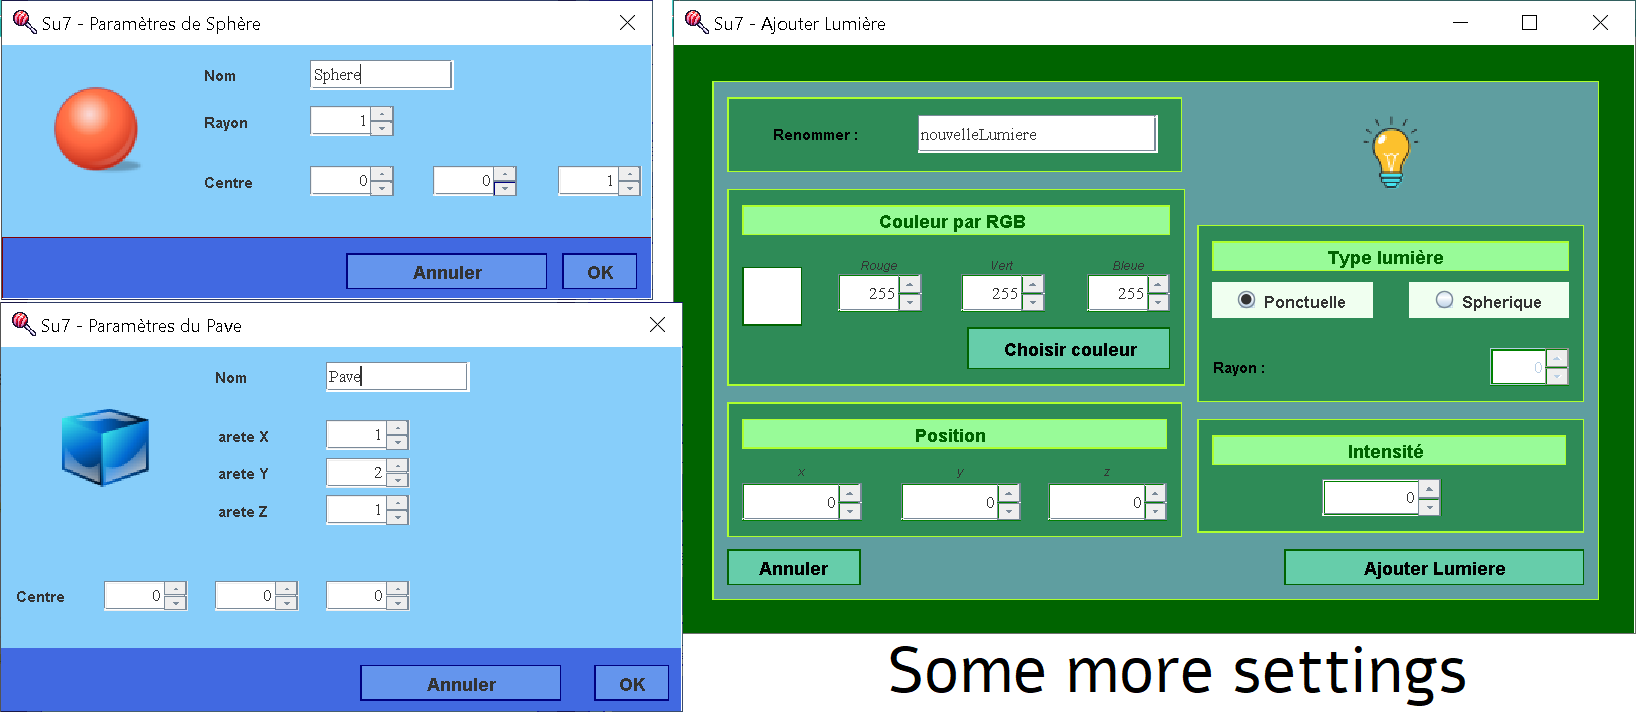 Su7 - Paramètres de Sphère
Nom Sphere
Rayon 1
Centre 0 0 1
Annuler OK
Su7 - Paramètres du Pave
Nom Pave
arete X 1
arete Y 2
arete Z 1
Centre 0 0 0
Annuler OK
Su7 - Ajouter Lumière
Renommer : nouvelleLumiere
Couleur par RGB
Rouge Vert Bleue
255 255 255
Choisir couleur
Type lumière
Ponctuelle Spherique
Rayon : 0
Position
x y z
0 0 0
Intensité
0
Annuler Ajouter Lumiere
Some more settings